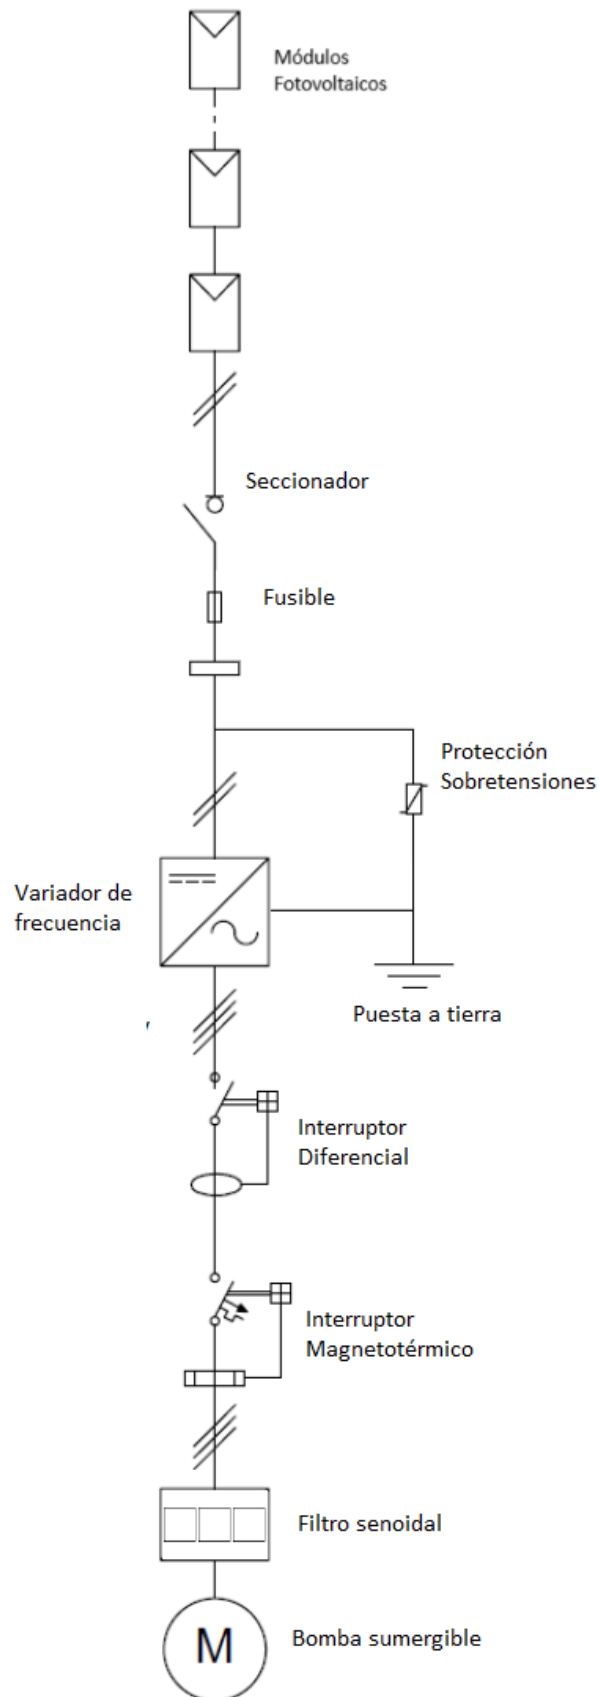 Módulos
Fotovoltaicos
Seccionador
Fusible
Protección
Sobretensiones
Variador de
frecuencia
Puesta a tierra
Interruptor
Diferencial
Interruptor
Magnetotérmico
Filtro senoidal
M
Bomba sumergible